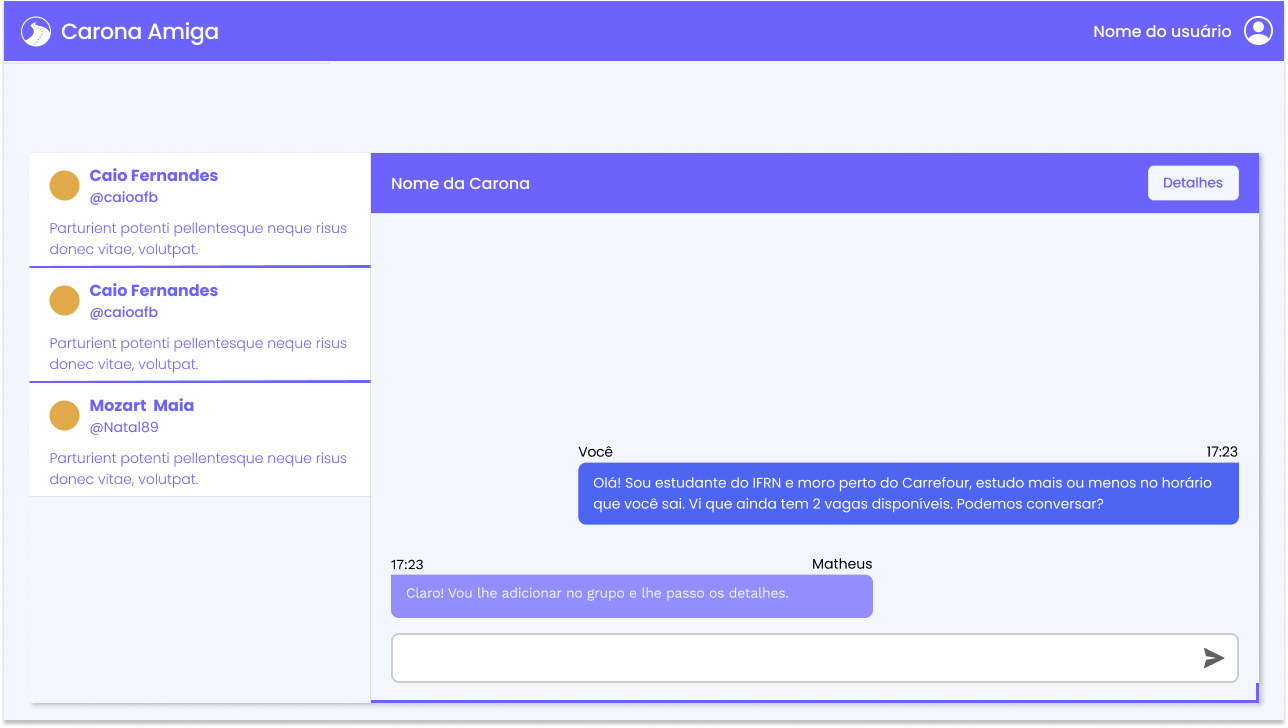 Carona Amiga
Nome do usuário
Caio Fernandes
@caioafb
Parturient potenti pellentesque neque risus
donec vitae, volutpat.
Caio Fernandes
@caioafb
Parturient potenti pellentesque neque risus
donec vitae, volutpat.
Mozart Maia
@Natal89
Parturient potenti pellentesque neque risus
donec vitae, volutpat.
Nome da Carona
Detalhes
Você
17:23
Olá! Sou estudante do IFRN e moro perto do Carrefour, estudo mais ou menos no horário
que você sai. Vi que ainda tem 2 vagas disponíveis. Podemos conversar?
17:23
Matheus
Claro! Vou lhe adicionar no grupo e lhe passo os detalhes.